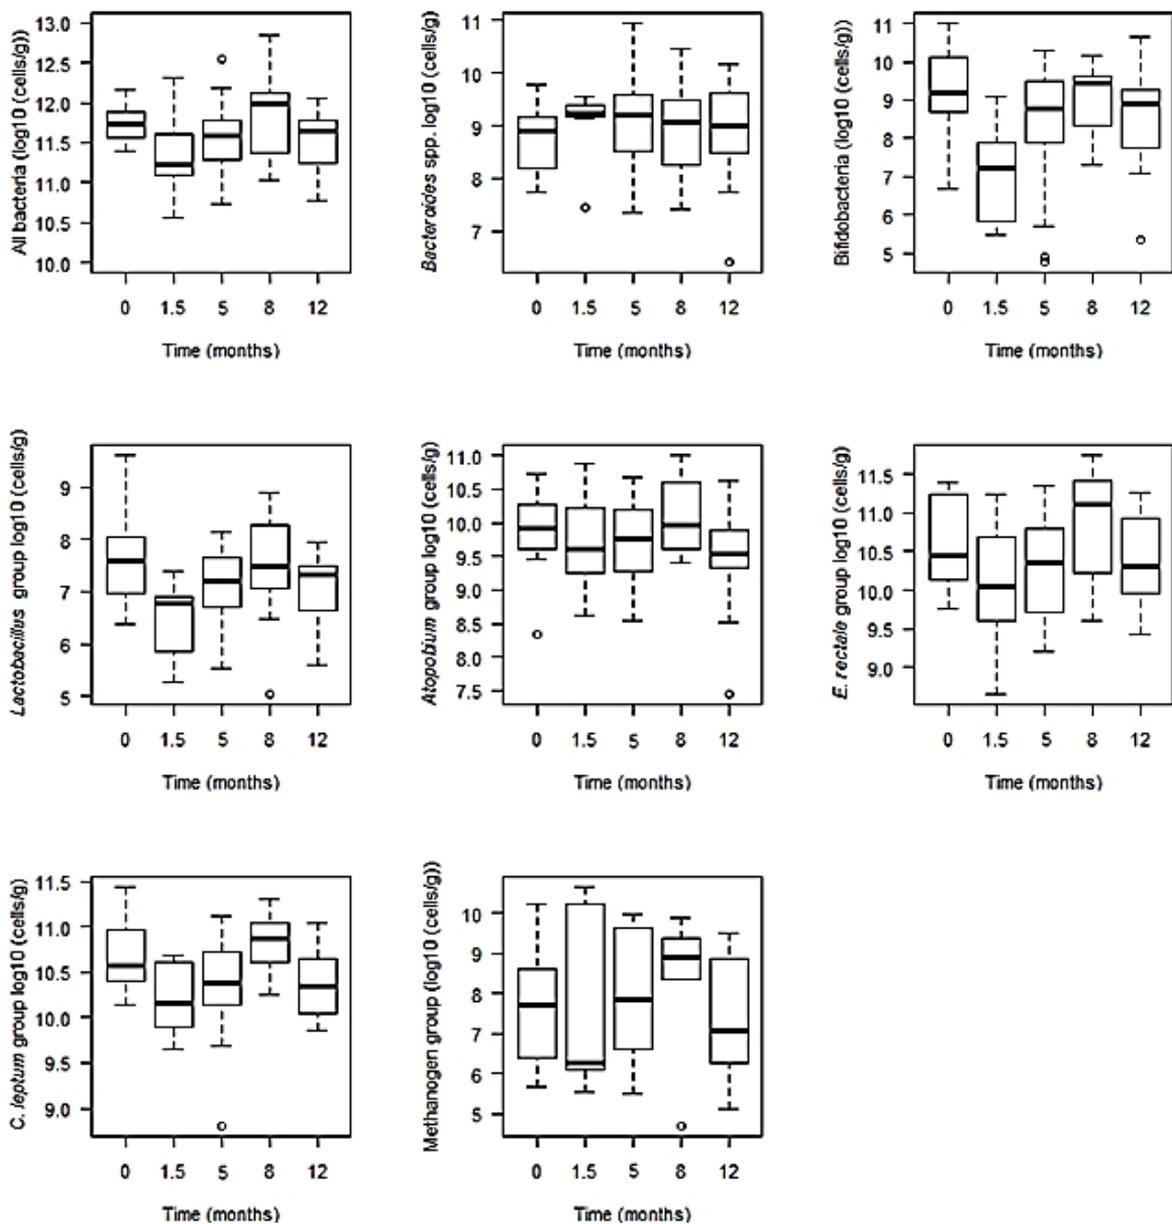 All bacteria (log10 (cells/g))
13.0
12.5
12.0
11.5
11.0
10.5
10.0
0 1.5 5 8 12
Time (months)
Bacteroides spp. log10 (cells/g)
11
10
9
8
7
0 1.5 5 8 12
Time (months)
Bifidobacteria (log10 (cells/g))
11
10
9
8
7
6
5
0 1.5 5 8 12
Time (months)
Lactobacillus group log10 (cells/g)
9
8
7
6
5
0 1.5 5 8 12
Time (months)
Atopobium group log10 (cells/g)
11.0
10.5
10.0
9.5
9.0
8.5
8.0
7.5
0 1.5 5 8 12
Time (months)
E. rectale group log10 (cells/g)
11.5
11.0
10.5
10.0
9.5
9.0
0 1.5 5 8 12
Time (months)
C. leptum group log10 (cells/g)
11.5
11.0
10.5
10.0
9.5
9.0
0 1.5 5 8 12
Time (months)
Methanogen group (log10 (cells/g))
10
9
8
7
6
5
0 1.5 5 8 12
Time (months)